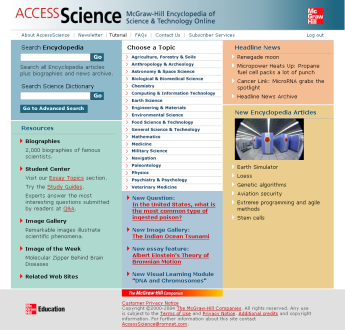 ACCESSScience
McGraw-Hill Encyclopedia of
Science & Technology Online
Mc
Graw
Hill
About AccessScience | Newsletter | Tutorial | FAQs | Contact Us | Subscriber Services
Log out
Search Encyclopedia
Go
Search all Encyclopedia articles
plus biographies and news archive.
Search Science Dictionary
Go
Go to Advanced Search
Resources
Biographies
2,000 biographies of famous
scientists.
Student Center
Visit our Essay Topics section.
Try the Study Guides.
Experts answer the most
interesting questions submitted
by readers at Q&A.
Image Gallery
Remarkable images illustrate
scientific phenomena.
Image of the Week
Molecular Zipper Behind Brain
Diseases
Related Web Sites
Choose a Topic
Agriculture, Forestry & Soils
Anthropology & Archeology
Astronomy & Space Science
Biological & Biomedical Science
Chemistry
Computing & Information Technology
Earth Science
Engineering & Materials
Environmental Science
Food Science & Technology
General Science & Technology
Mathematics
Medicine
Military Science
Navigation
Paleontology
Physics
Psychiatry & Psychology
Veterinary Medicine
New Question:
In the United States, what is
the most common type of
ingested poison?
New Image Gallery:
The Indian Ocean Tsunami
New essay feature:
Albert Einstein's Theory of
Brownian Motion
New Visual Learning Module
"DNA and Chromosomes"
Headline News
Renegade moon
Micropower Heats Up: Propane
fuel cell packs a lot of punch
Cancer Link: MicroRNA grabs the
spotlight
Headline News Archive
New Encyclopedia Articles
Earth Simulator
Loess
Genetic algorithms
Aviation security
Extreme programming and agile
methods
Stem cells
The McGraw-Hill Companies
Education
Customer Privacy Notice
Copyright ©2000-2004 The McGraw-Hill Companies. All rights reserved. Any use
is subject to the Terms of Use and Privacy Notice. Additional credits and copyright
information. For further information about this site contact